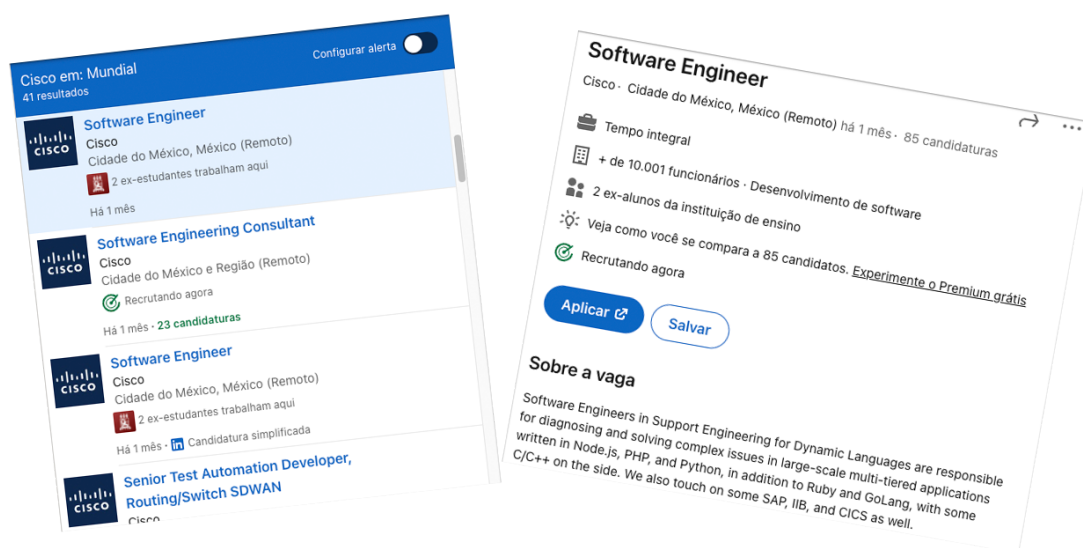 Cisco em: Mundial
41 resultados
Configurar alerta
CISCO
Software Engineer
Cisco
Cidade do México, México (Remoto)
2 ex-estudantes trabalham aqui
Há 1 mês
CISCO
Software Engineering Consultant
Cisco
Cidade do México e Região (Remoto)
Recrutando agora
Há 1 mês · 23 candidaturas
CISCO
Software Engineer
Cisco
Cidade do México, México (Remoto)
2 ex-estudantes trabalham aqui
Há 1 mês · in Candidatura simplificada
CISCO
Senior Test Automation Developer,
Routing/Switch SDWAN
Cisco
Software Engineer
Cisco · Cidade do México, México (Remoto) há 1 mês · 85 candidaturas
Tempo integral
+ de 10.001 funcionários · Desenvolvimento de software
2 ex-alunos da instituição de ensino
Veja como você se compara a 85 candidatos. Experimente o Premium grátis
Recrutando agora
Aplicar
Salvar
Sobre a vaga
Software Engineers in Support Engineering for Dynamic Languages are responsible
for diagnosing and solving complex issues in large-scale multi-tiered applications
written in Node.js, PHP, and Python, in addition to Ruby and GoLang, with some
C/C++ on the side. We also touch on some SAP, IIB, and CICS as well.